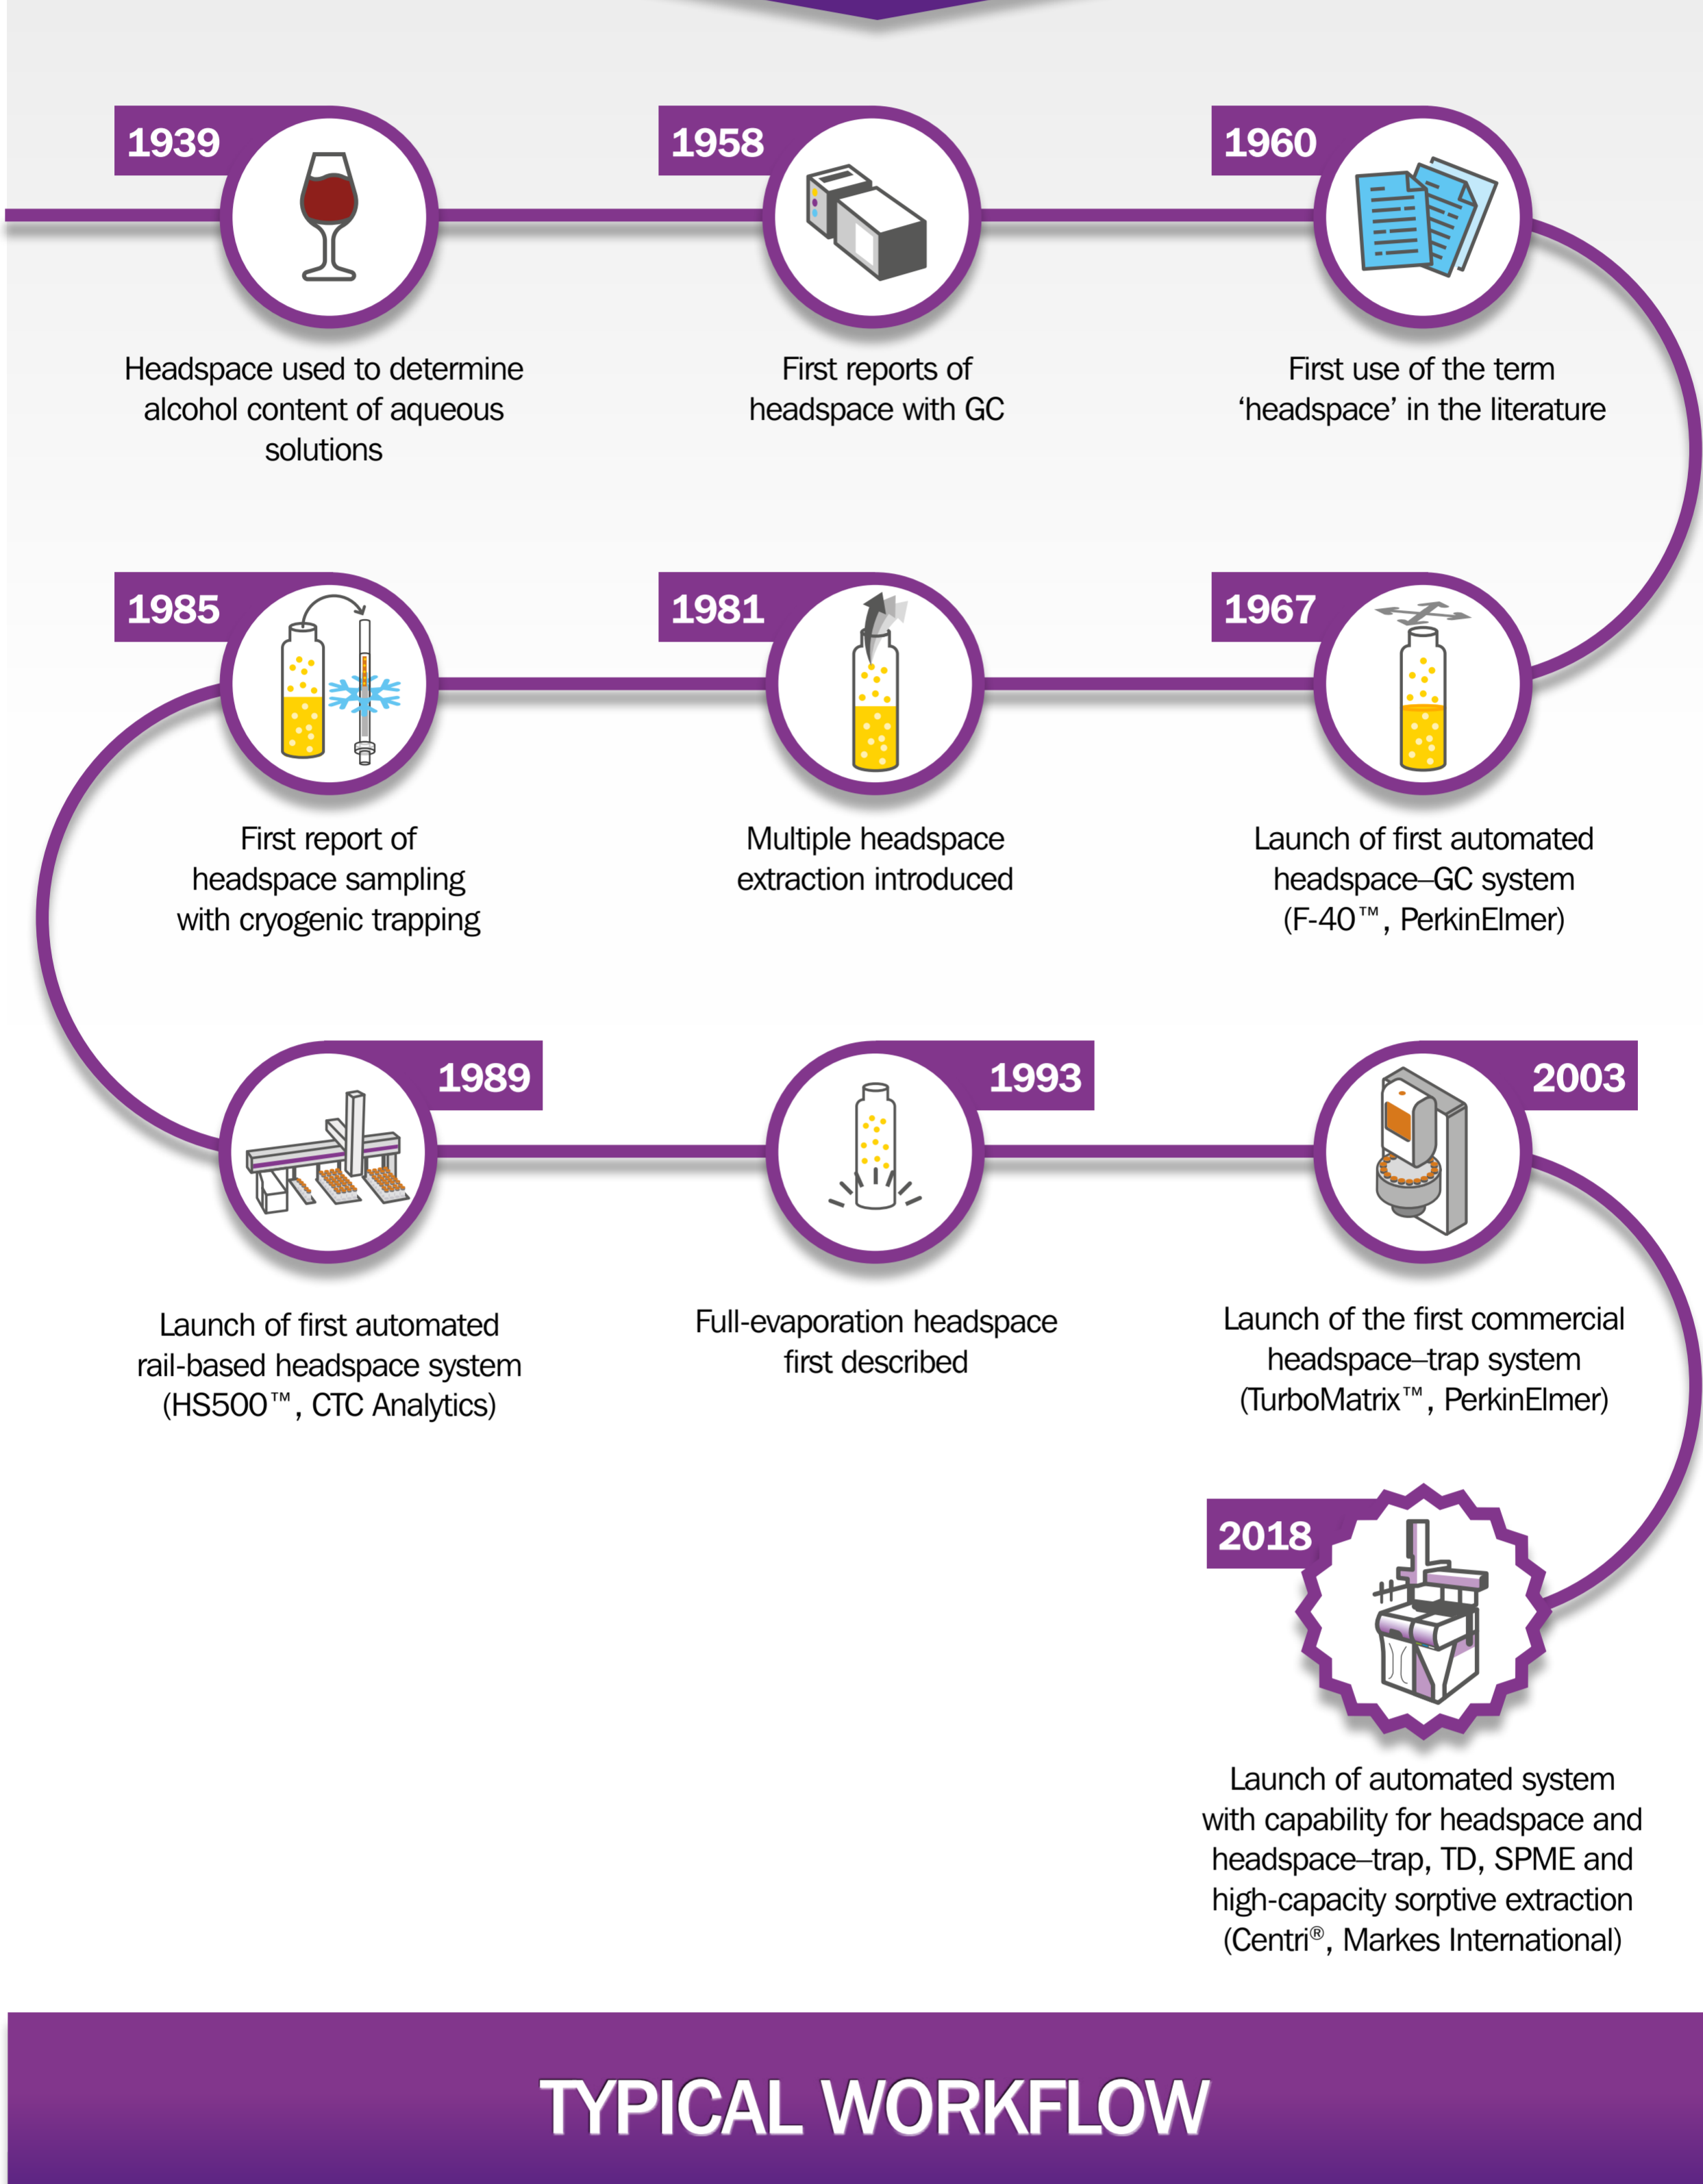 1939
Headspace used to determine
alcohol content of aqueous
solutions
1958
First reports of
headspace with GC
1960
First use of the term
‘headspace’ in the literature
1967
Launch of first automated
headspace–GC system
(F-40™, PerkinElmer)
1981
Multiple headspace
extraction introduced
1985
First report of
headspace sampling
with cryogenic trapping
1989
Launch of first automated
rail-based headspace system
(HS500™, CTC Analytics)
1993
Full-evaporation headspace
first described
2003
Launch of the first commercial
headspace–trap system
(TurboMatrix™, PerkinElmer)
2018
Launch of automated system
with capability for headspace and
headspace–trap, TD, SPME and
high-capacity sorptive extraction
(Centri®, Markes International)
TYPICAL WORKFLOW